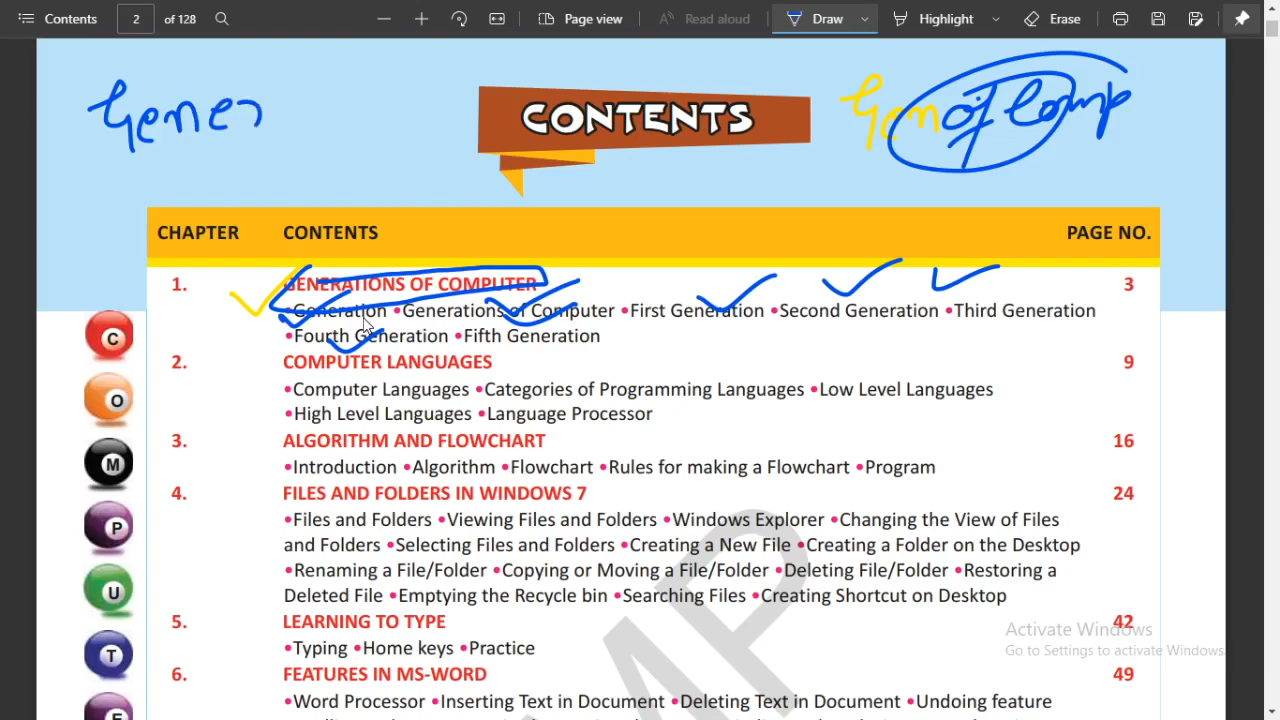 Contents
2 of 128
Page view
Read aloud
Draw
Highlight
Erase
Gener
CONTENTS
Gen of Comp
CHAPTER CONTENTS PAGE NO.
1. GENERATIONS OF COMPUTER 3
•Generation •Generations of Computer •First Generation •Second Generation •Third Generation
•Fourth Generation •Fifth Generation
2. COMPUTER LANGUAGES 9
•Computer Languages •Categories of Programming Languages •Low Level Languages
•High Level Languages •Language Processor
3. ALGORITHM AND FLOWCHART 16
•Introduction •Algorithm •Flowchart •Rules for making a Flowchart •Program
4. FILES AND FOLDERS IN WINDOWS 7 24
•Files and Folders •Viewing Files and Folders •Windows Explorer •Changing the View of Files
and Folders •Selecting Files and Folders •Creating a New File •Creating a Folder on the Desktop
•Renaming a File/Folder •Copying or Moving a File/Folder •Deleting File/Folder •Restoring a
Deleted File •Emptying the Recycle bin •Searching Files •Creating Shortcut on Desktop
5. LEARNING TO TYPE 42
•Typing •Home keys •Practice
6. FEATURES IN MS-WORD 49
•Word Processor •Inserting Text in Document •Deleting Text in Document •Undoing feature
C
O
M
P
U
T
E
MP
Activate Windows
Go to Settings to activate Windows.